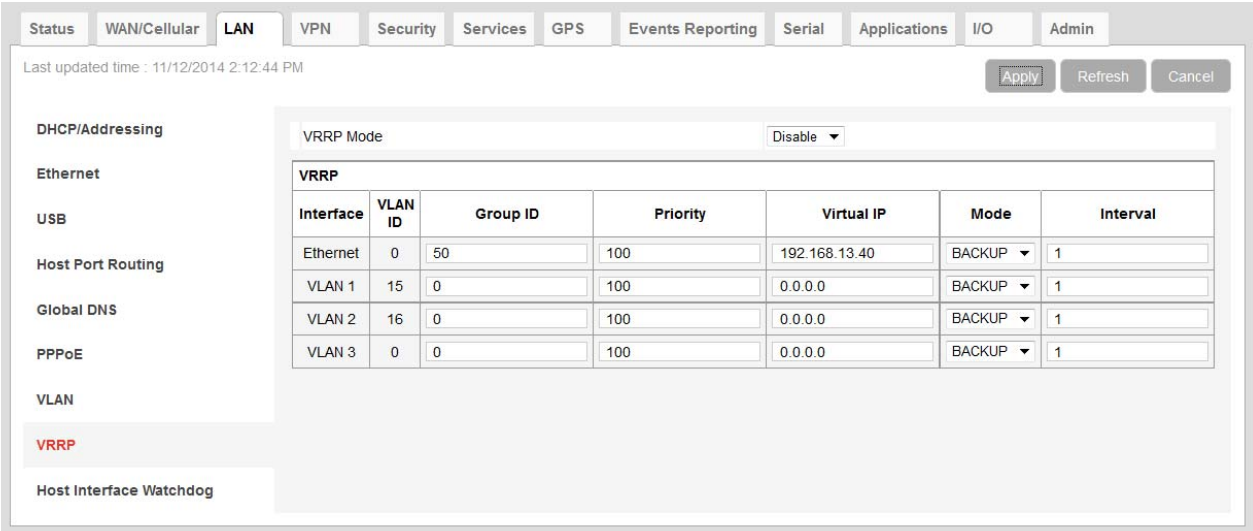 Status WAN/Cellular LAN VPN Security Services GPS Events Reporting Serial Applications I/O Admin
Last updated time : 11/12/2014 2:12:44 PM
Apply Refresh Cancel
DHCP/Addressing
Ethernet
USB
Host Port Routing
Global DNS
PPPoE
VLAN
VRRP
Host Interface Watchdog
VRRP Mode Disable
VRRP
Interface VLAN ID Group ID Priority Virtual IP Mode Interval
Ethernet 0 50 100 192.168.13.40 BACKUP 1
VLAN 1 15 0 100 0.0.0.0 BACKUP 1
VLAN 2 16 0 100 0.0.0.0 BACKUP 1
VLAN 3 0 0 100 0.0.0.0 BACKUP 1